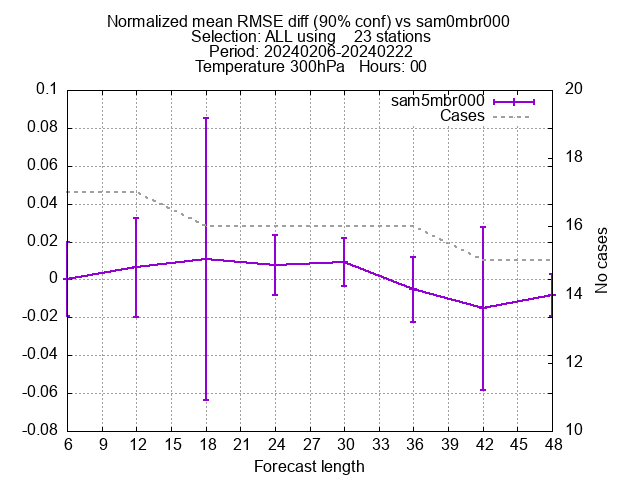 Normalized mean RMSE diff (90% conf) vs sam0mbr000
Selection: ALL using    23 stations
Period: 20240206-20240222
Temperature 300hPa   Hours: 00
sam5mbr000
Cases
0.1
0.08
0.06
0.04
0.02
0
-0.02
-0.04
-0.06
-0.08
20
18
16
14
12
10
No cases
6 9 12 15 18 21 24 27 30 33 36 39 42 45 48
Forecast length